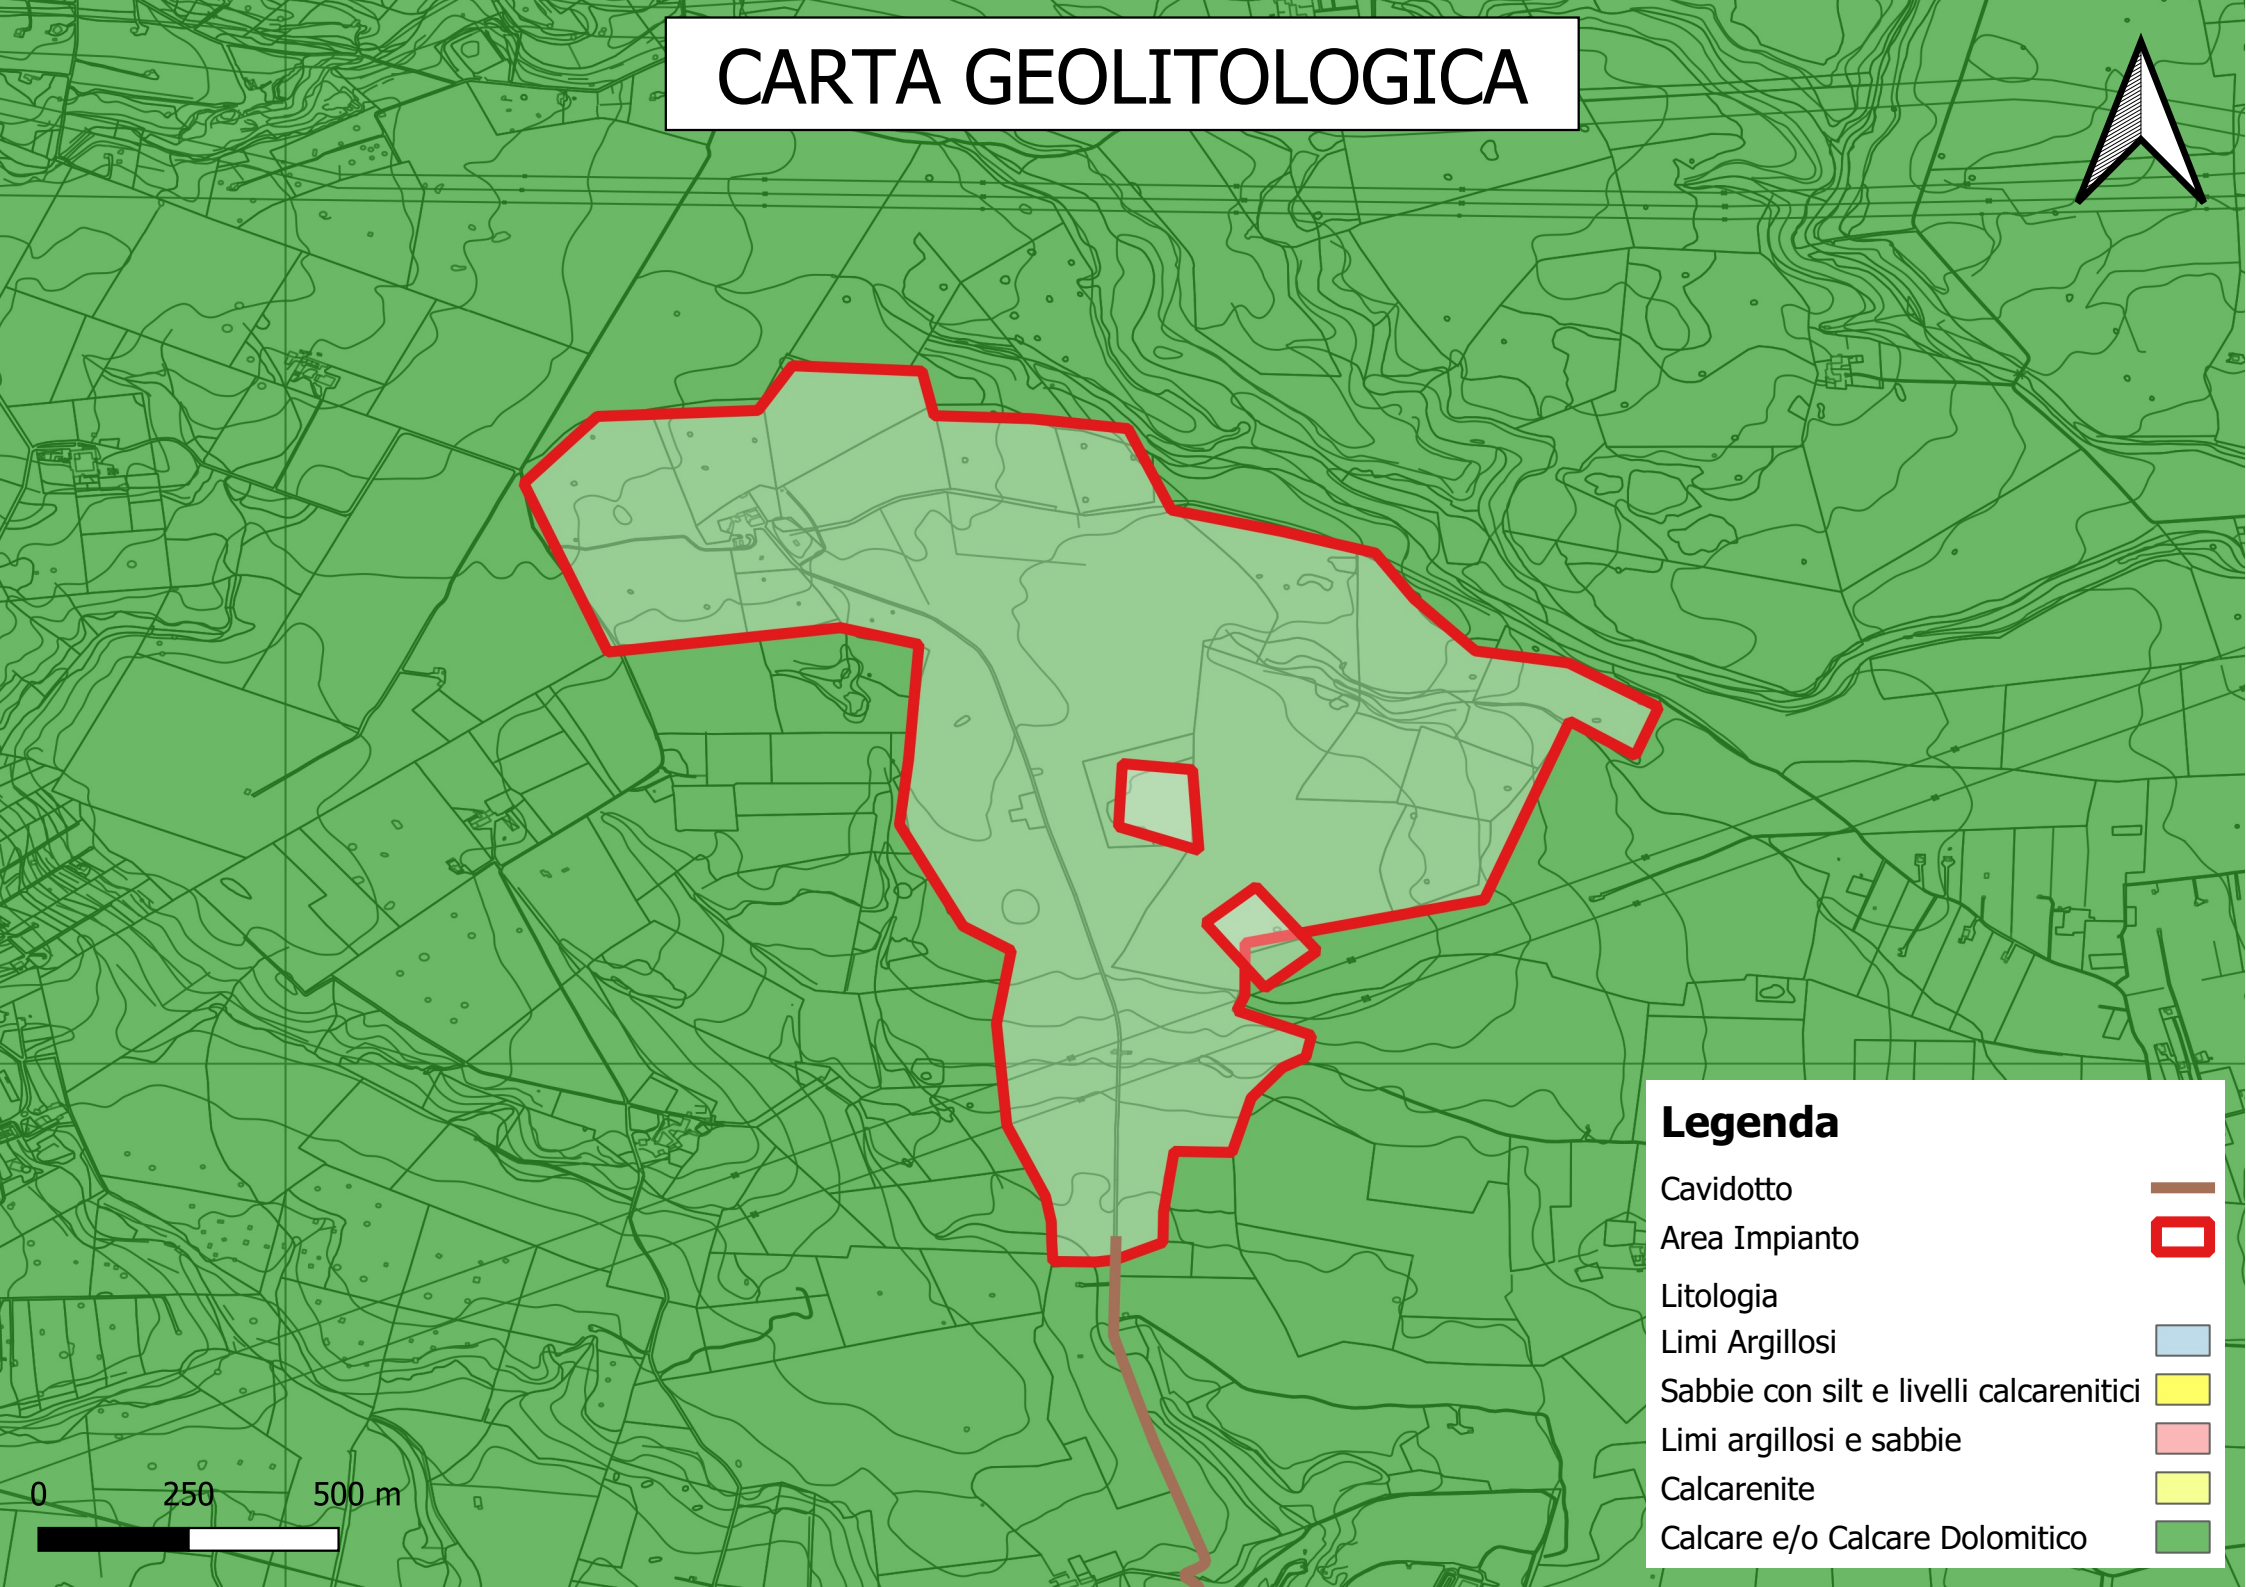 CARTA GEOLITOLOGICA
Legenda
Cavidotto
Area Impianto
Litologia
Limi Argillosi
Sabbie con silt e livelli calcarenitici
Limi argillosi e sabbie
Calcarenite
Calcare e/o Calcare Dolomitico
0 250 500 m